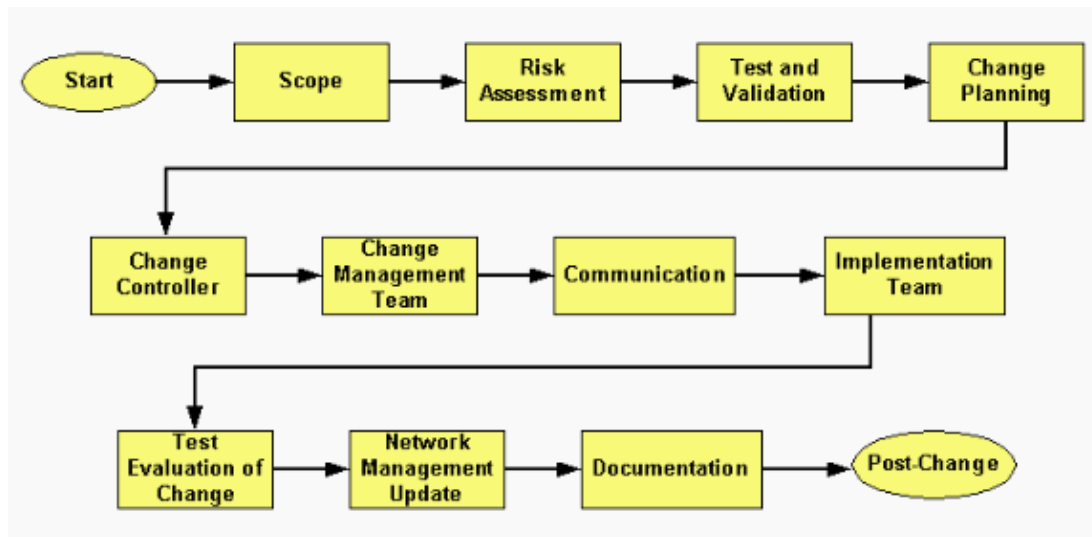 Start
Scope
Risk
Assessment
Test and
Validation
Change
Planning
Change
Controller
Change
Management
Team
Communication
Implementation
Team
Test
Evaluation of
Change
Network
Management
Update
Documentation
Post-Change